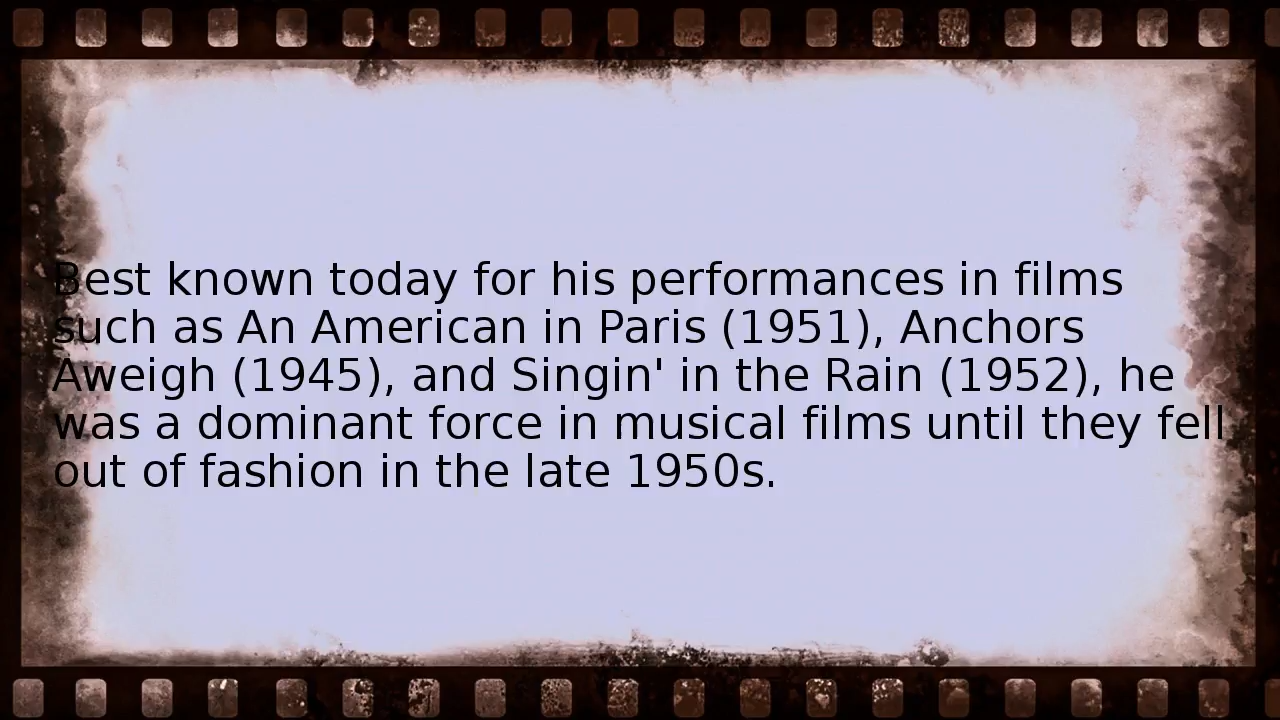 Best known today for his performances in films
such as An American in Paris (1951), Anchors
Aweigh (1945), and Singin' in the Rain (1952), he
was a dominant force in musical films until they fell
out of fashion in the late 1950s.